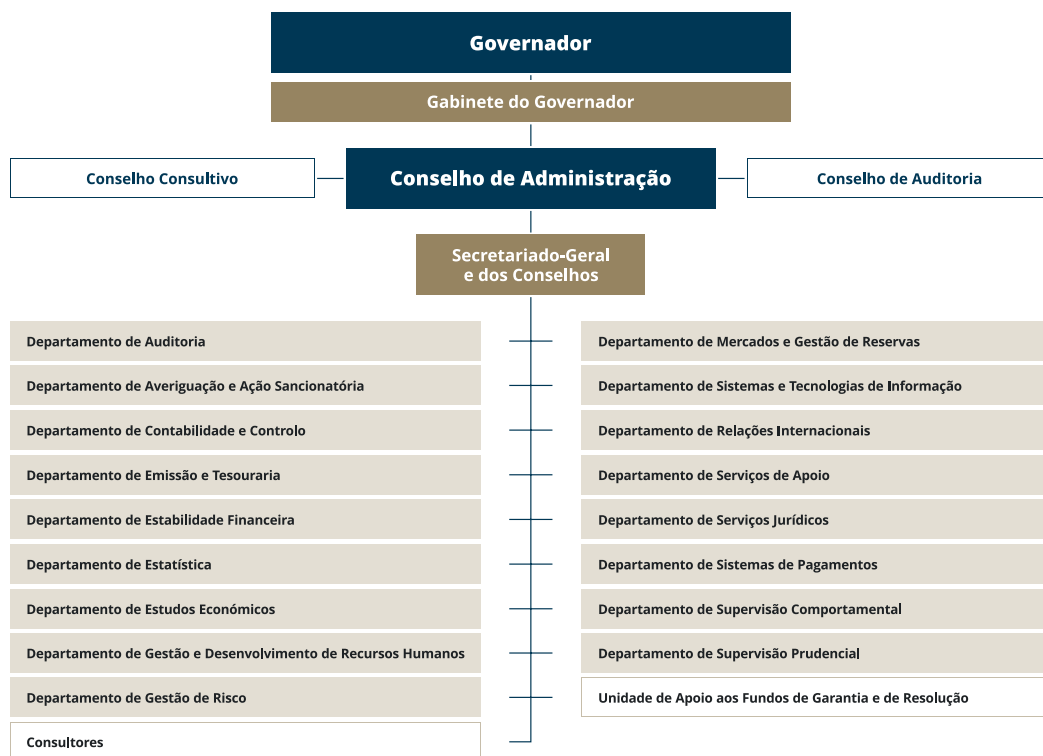 Governador
Gabinete do Governador
Conselho Consultivo
Conselho de Administração
Conselho de Auditoria
Secretariado-Geral
e dos Conselhos
Departamento de Auditoria
Departamento de Averiguação e Ação Sancionatória
Departamento de Contabilidade e Controlo
Departamento de Emissão e Tesouraria
Departamento de Estabilidade Financeira
Departamento de Estatística
Departamento de Estudos Económicos
Departamento de Gestão e Desenvolvimento de Recursos Humanos
Departamento de Gestão de Risco
Consultores
Departamento de Mercados e Gestão de Reservas
Departamento de Sistemas e Tecnologias de Informação
Departamento de Relações Internacionais
Departamento de Serviços de Apoio
Departamento de Serviços Jurídicos
Departamento de Sistemas de Pagamentos
Departamento de Supervisão Comportamental
Departamento de Supervisão Prudencial
Unidade de Apoio aos Fundos de Garantia e de Resolução